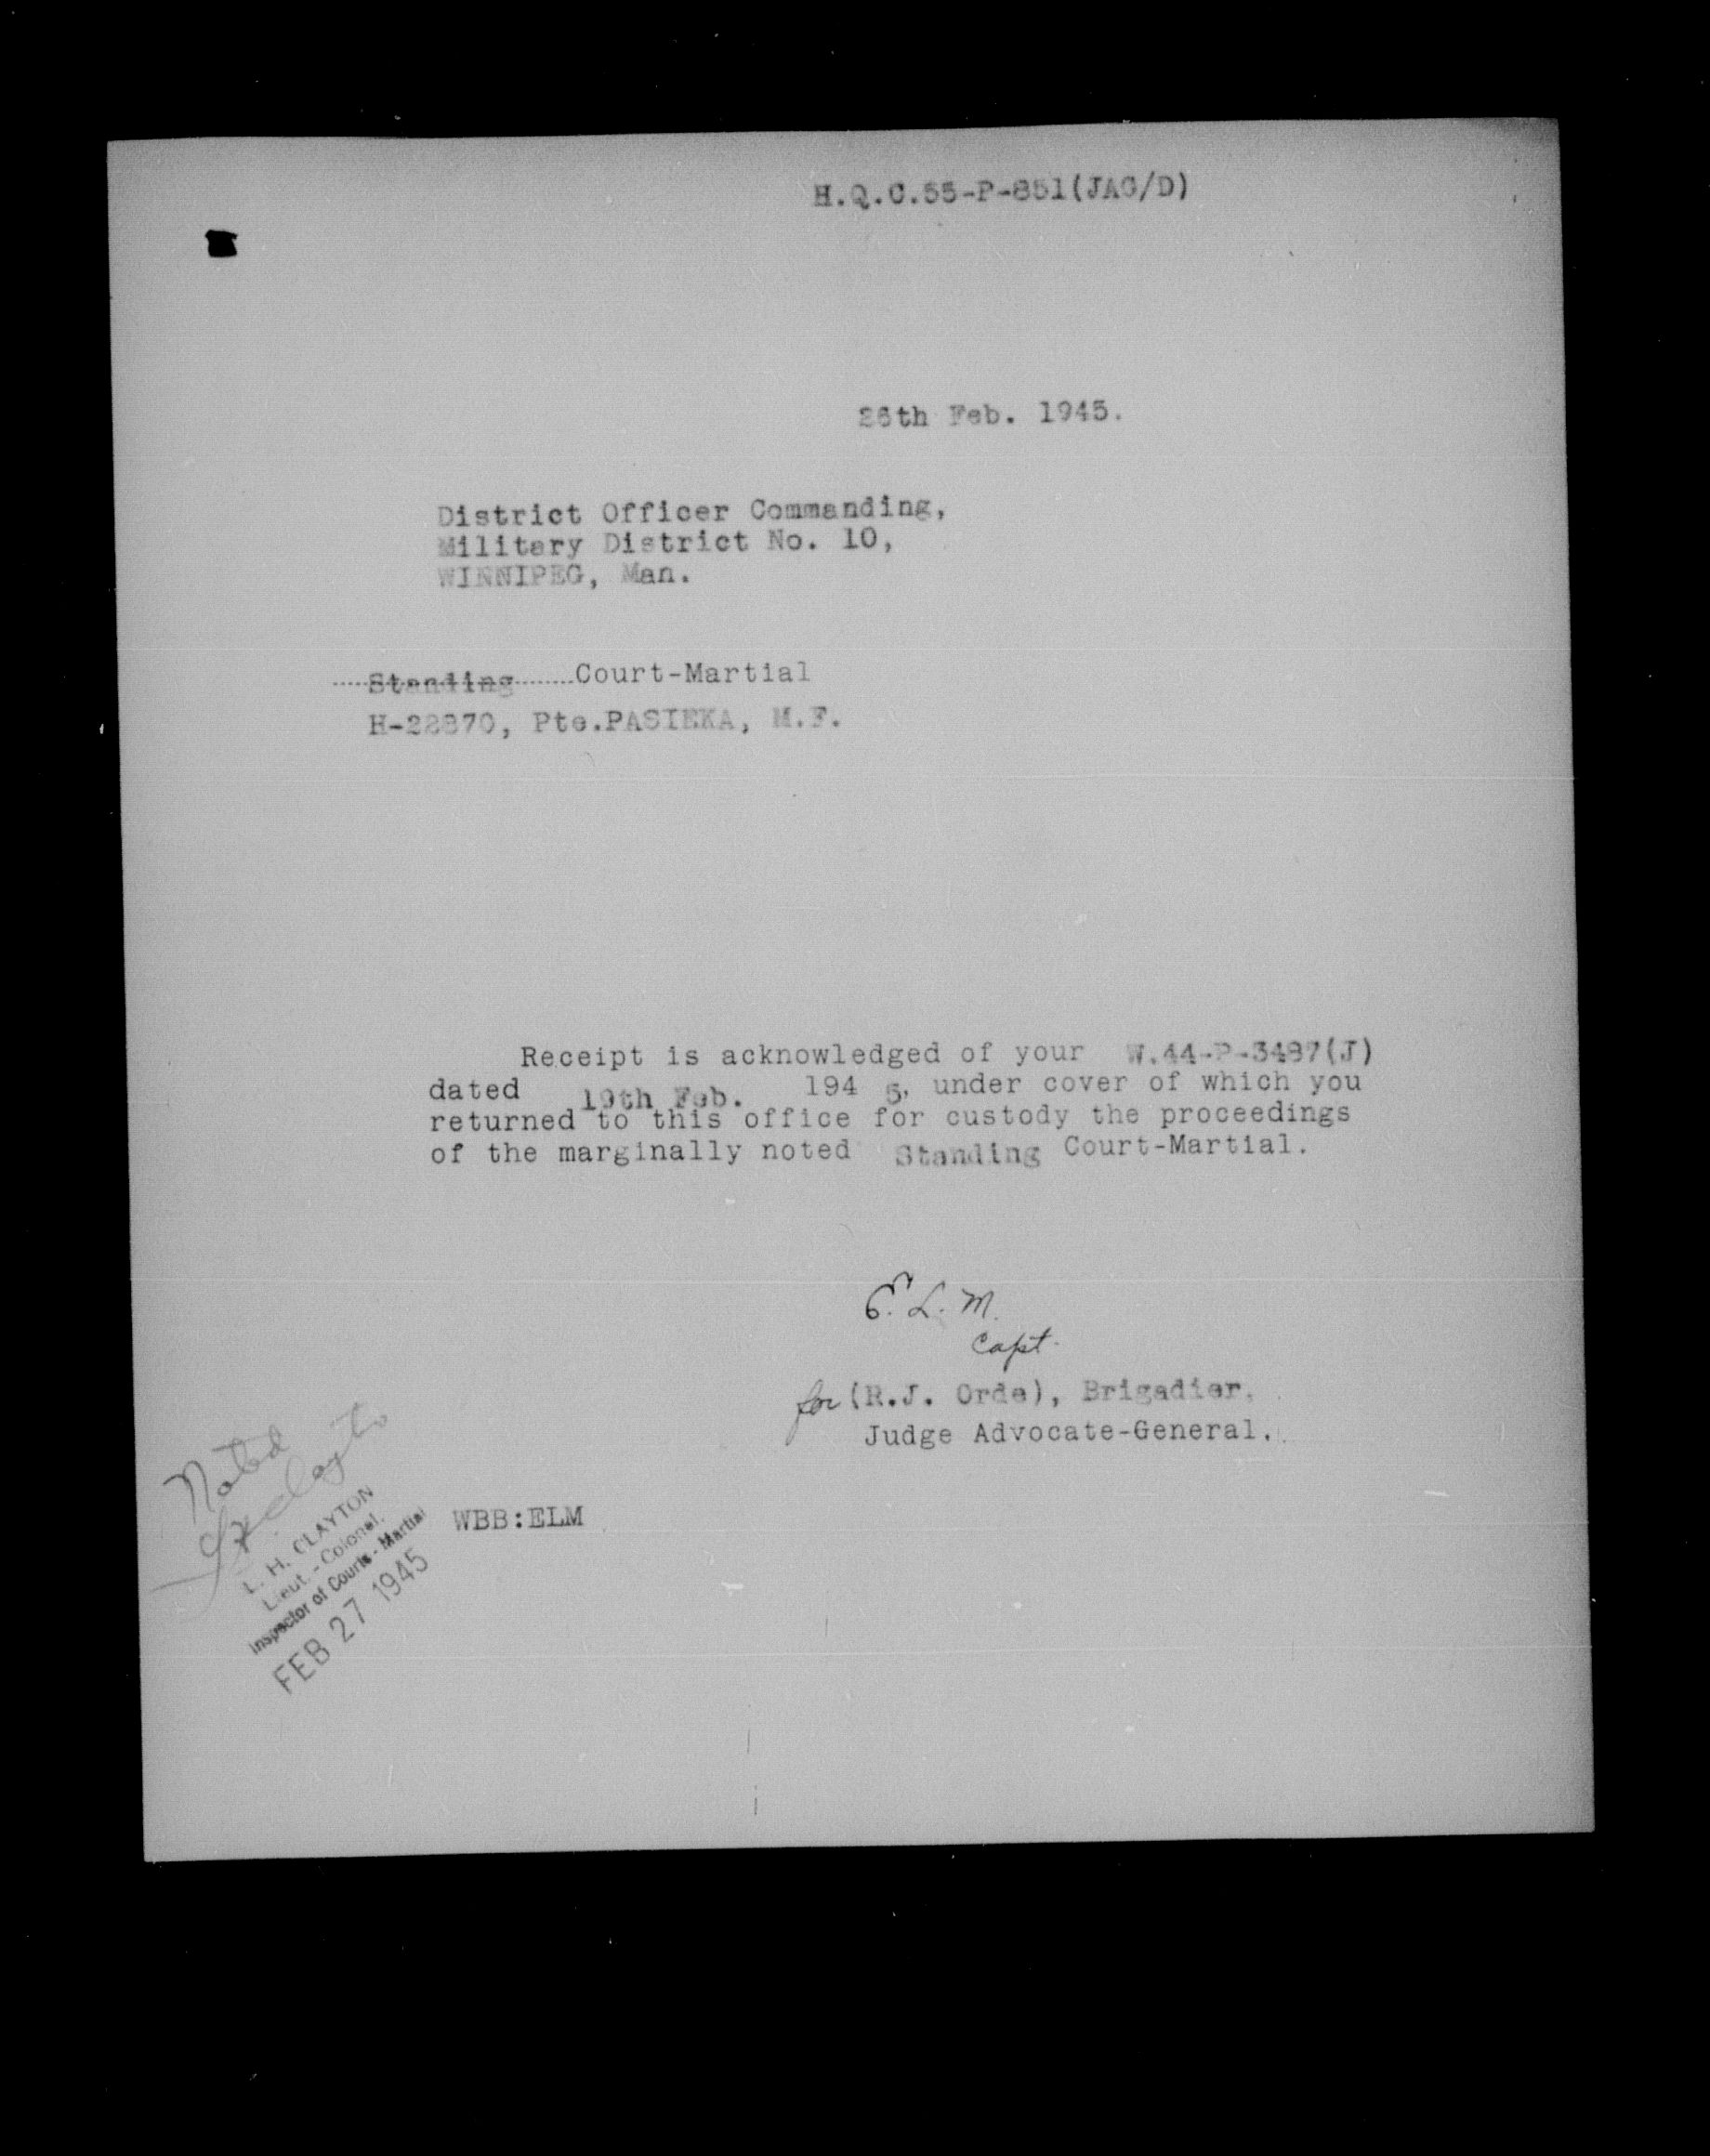 H.Q.C.55-P-851(JAG/D)
26th Feb. 1945.
District Officer Commanding,
Military District No. 10,
WINNIPEG, Man.
Standing Court-Martial
H-22870, Pte.PASIEKA, M.F.
Receipt is acknowledged of your W.44-P-3487(J)
dated 19th Feb. 194 5, under cover of which you
returned to this office for custody the proceedings
of the marginally noted Standing Court-Martial.
E. L. M.
Capt.
for (R.J. Orde), Brigadier,
Judge Advocate-General.
WBB:ELM
Noted
L. H. CLAYTON
Lieut.-Colonel.
Inspector of Courts-Martial
FEB 27 1945